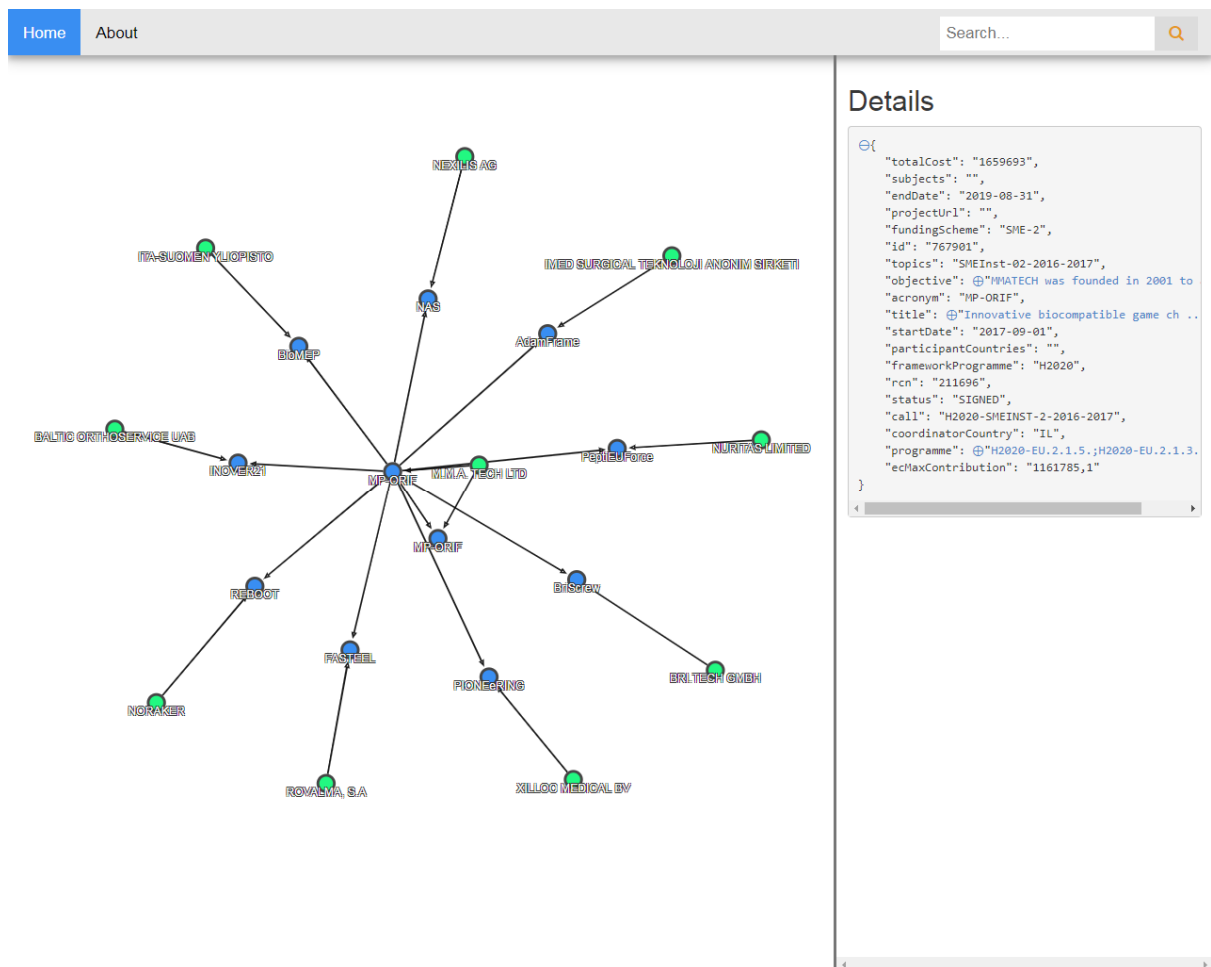 Home
About
Search...
Details
NEXILIS AG
ITA-SUOMEN YLIOPISTO
IMED SURGICAL TEKNOLOJI ANONIM SIRKETI
NAS
AdamFrame
BioMEP
BALTIC ORTHOSERVICE UAB
INOVER21
PeptiEUForce
NURITAS LIMITED
MP-ORIF
M.M.A. TECH LTD
MP-ORIF
BriScrew
REBOOT
FASTEEL
PIONEeRING
BRI.TECH GMBH
NORAKER
ROVALMA, S.A
XILLOC MEDICAL BV
{
"totalCost": "1659693",
"subjects": "",
"endDate": "2019-08-31",
"projectUrl": "",
"fundingScheme": "SME-2",
"id": "767901",
"topics": "SMEInst-02-2016-2017",
"objective": "MMATECH was founded in 2001 to
"acronym": "MP-ORIF",
"title": "Innovative biocompatible game ch ..
"startDate": "2017-09-01",
"participantCountries": "",
"frameworkProgramme": "H2020",
"rcn": "211696",
"status": "SIGNED",
"call": "H2020-SMEINST-2-2016-2017",
"coordinatorCountry": "IL",
"programme": "H2020-EU.2.1.5.;H2020-EU.2.1.3.
"ecMaxContribution": "1161785,1"
}